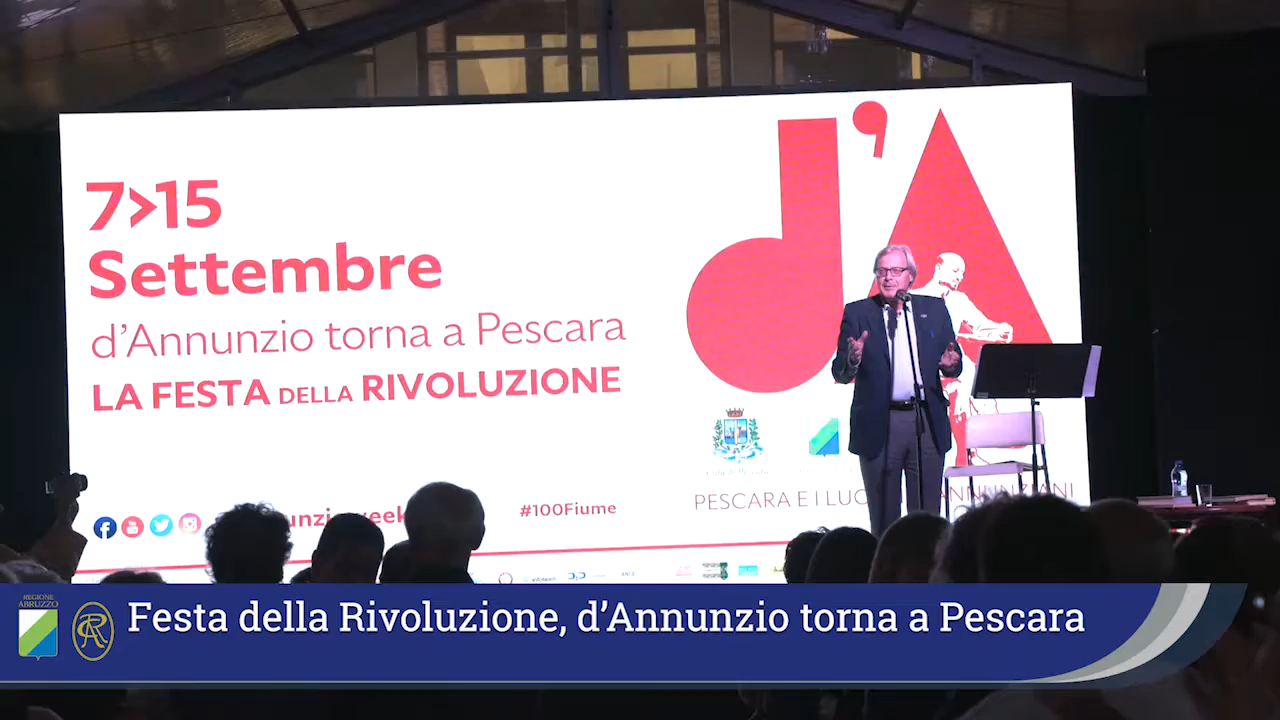 7>15
Settembre
d'Annunzio torna a Pescara
LA FESTA DELLA RIVOLUZIONE
d'A
#100Fiume
PESCARA E I
REGIONE
ABRUZZO
Festa della Rivoluzione, d'Annunzio torna a Pescara